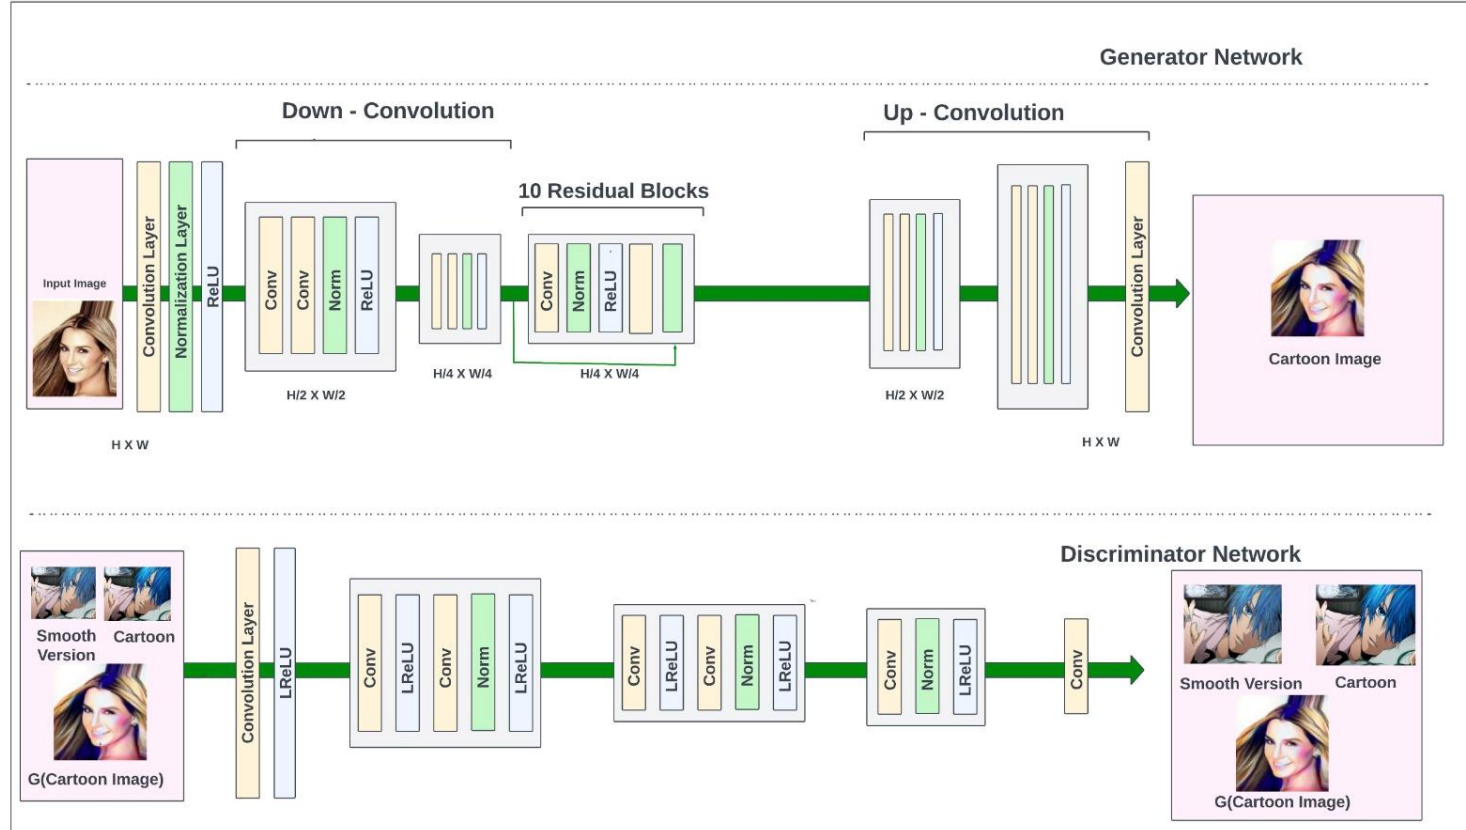 Generator Network
Down - Convolution
Up - Convolution
10 Residual Blocks
Input Image
Convolution Layer
Normalization Layer
ReLU
Conv
Conv
Norm
ReLU
Conv
Norm
ReLU
Convolution Layer
Cartoon Image
H X W
H/2 X W/2
H/4 X W/4
H/4 X W/4
H/2 X W/2
H X W
Discriminator Network
Smooth
Version
Cartoon
G(Cartoon Image)
Convolution Layer
LReLU
Conv
LReLU
Conv
Norm
LReLU
Conv
LReLU
Conv
Norm
LReLU
Conv
Norm
LReLU
Conv
Smooth Version
Cartoon
G(Cartoon Image)